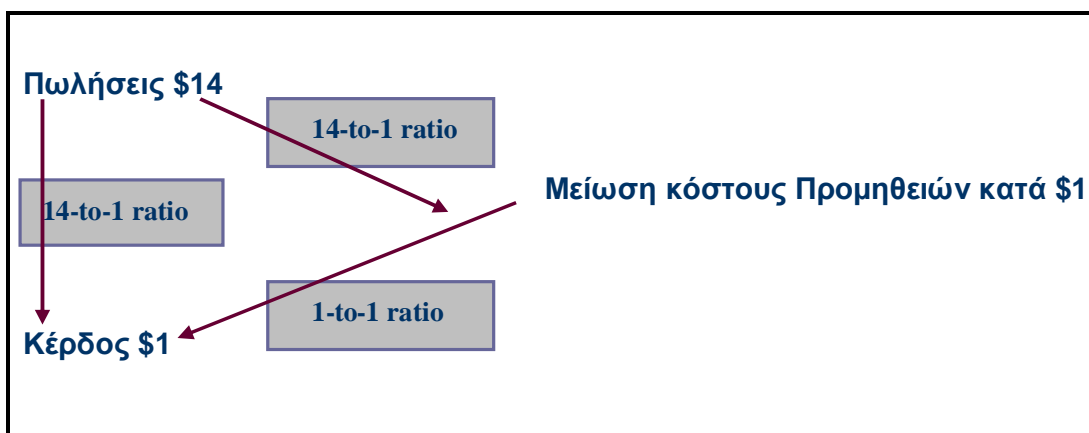 Πωλήσεις $14
14-to-1 ratio
14-to-1 ratio
Μείωση κόστους Προμηθειών κατά $1
1-to-1 ratio
Κέρδος $1